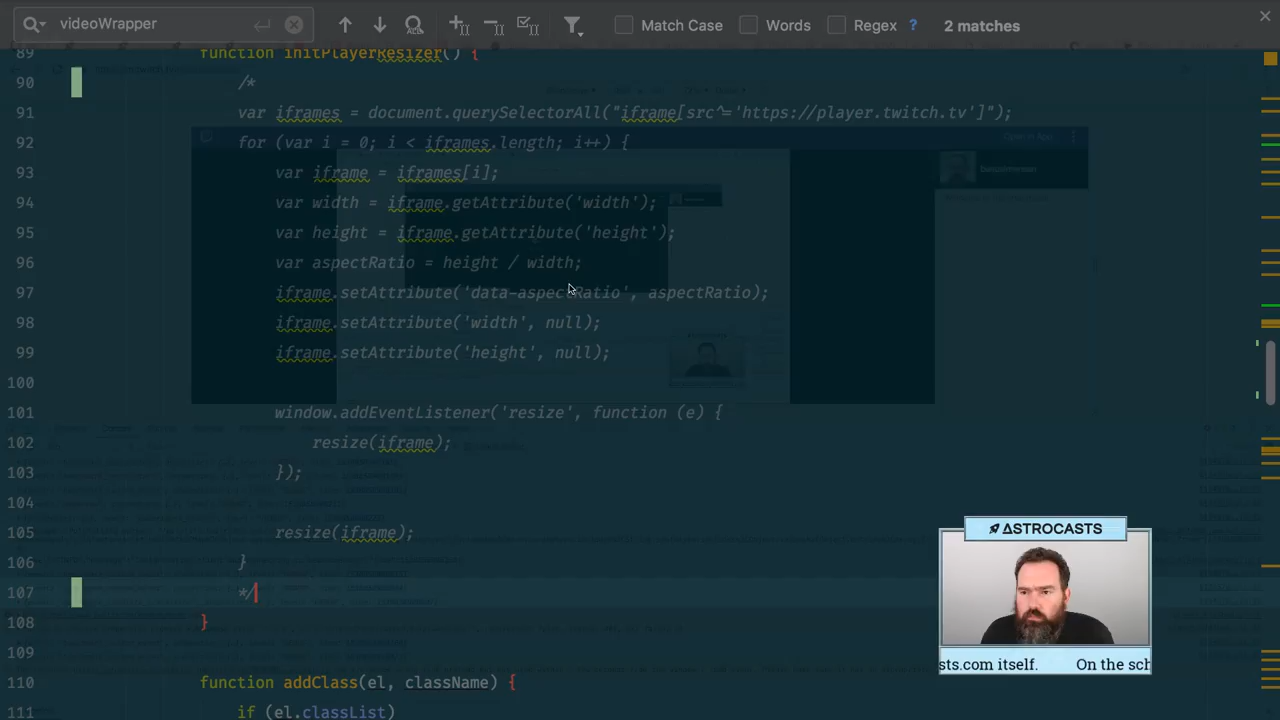 videoWrapper
Match Case
Words
Regex
?
2 matches
89 function initPlayerResizer() {
90 /*
91 var iframes = document.querySelectorAll("iframe[src^='https://player.twitch.tv']");
92 for (var i = 0; i < iframes.length; i++) {
93 var iframe = iframes[i];
94 var width = iframe.getAttribute('width');
95 var height = iframe.getAttribute('height');
96 var aspectRatio = height / width;
97 iframe.setAttribute('data-aspectRatio', aspectRatio);
98 iframe.setAttribute('width', null);
99 iframe.setAttribute('height', null);
100
101 window.addEventListener('resize', function (e) {
102 resize(iframe);
103 });
104
105 resize(iframe);
106 }
107 */
108 }
109
110 function addClass(el, className) {
111 if (el.classList)
ΔSTROCASTS
sts.com itself. On the sch